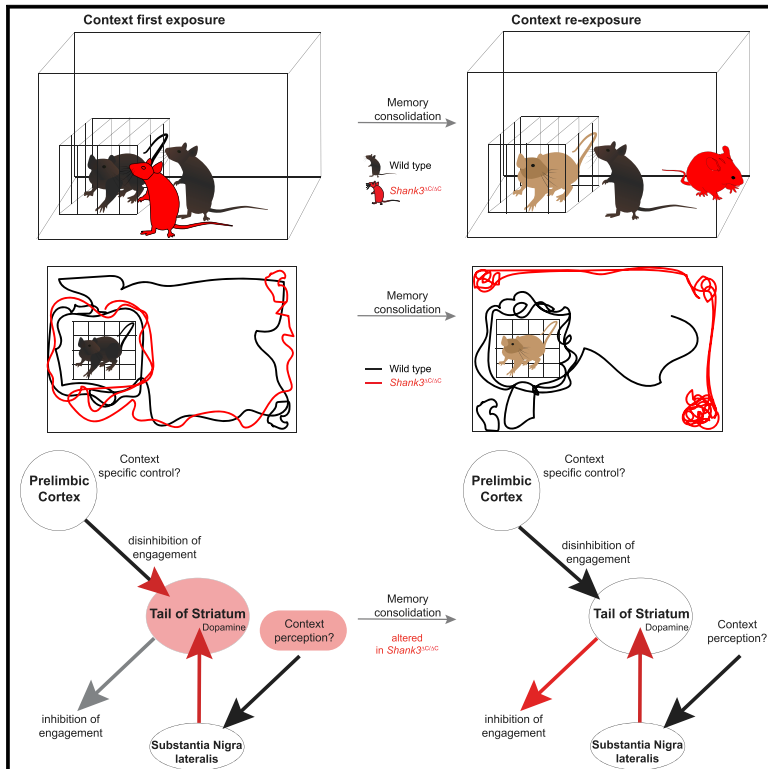 Context first exposure
Context re-exposure
Memory
consolidation
Wild type
Shank3ΔC/ΔC
Memory
consolidation
Wild type
Shank3ΔC/ΔC
Context
specific control?
Prelimbic
Cortex
disinhibition of
engagement
Tail of Striatum
Dopamine
Context
perception?
inhibition of
engagement
Substantia Nigra
lateralis
Memory
consolidation
altered
in Shank3ΔC/ΔC
Context
specific control?
Prelimbic
Cortex
disinhibition of
engagement
Tail of Striatum
Dopamine
Context
perception?
inhibition of
engagement
Substantia Nigra
lateralis